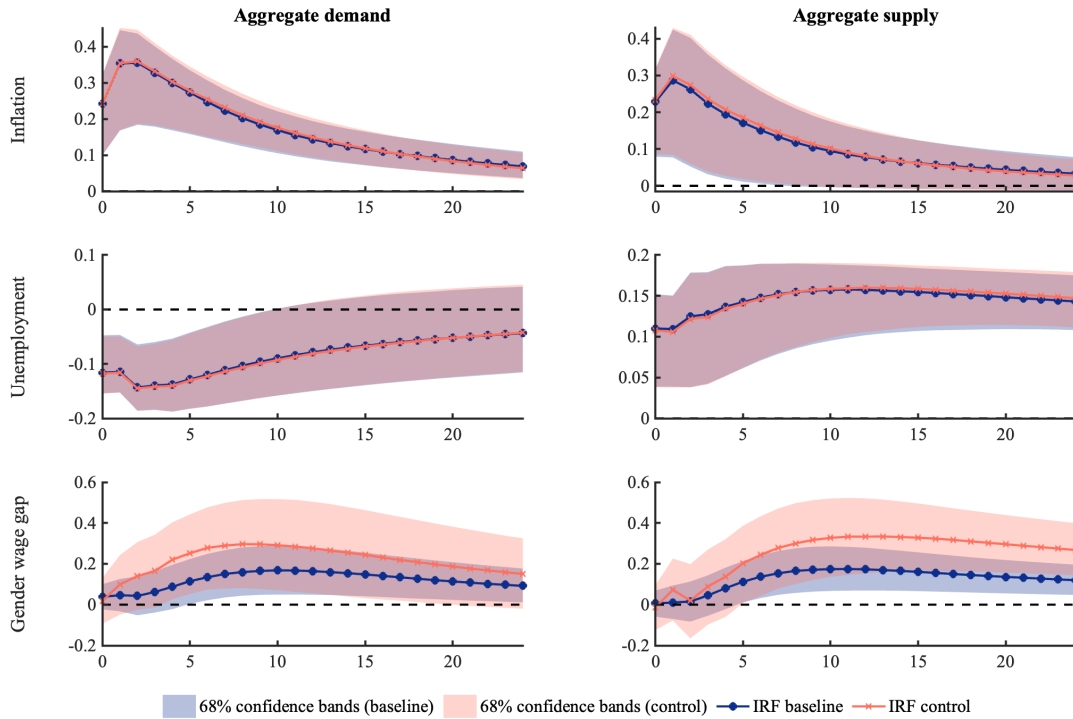 Aggregate demand
Aggregate supply
Inflation
0.4
0.3
0.2
0.1
0
0 5 10 15 20
0.4
0.3
0.2
0.1
0
0 5 10 15 20
Unemployment
0.1
0
-0.1
-0.2
0 5 10 15 20
0.2
0.15
0.1
0.05
0
0 5 10 15 20
Gender wage gap
0.6
0.4
0.2
0
-0.2
0 5 10 15 20
0.6
0.4
0.2
0
-0.2
0 5 10 15 20
68% confidence bands (baseline) 68% confidence bands (control) IRF baseline IRF control